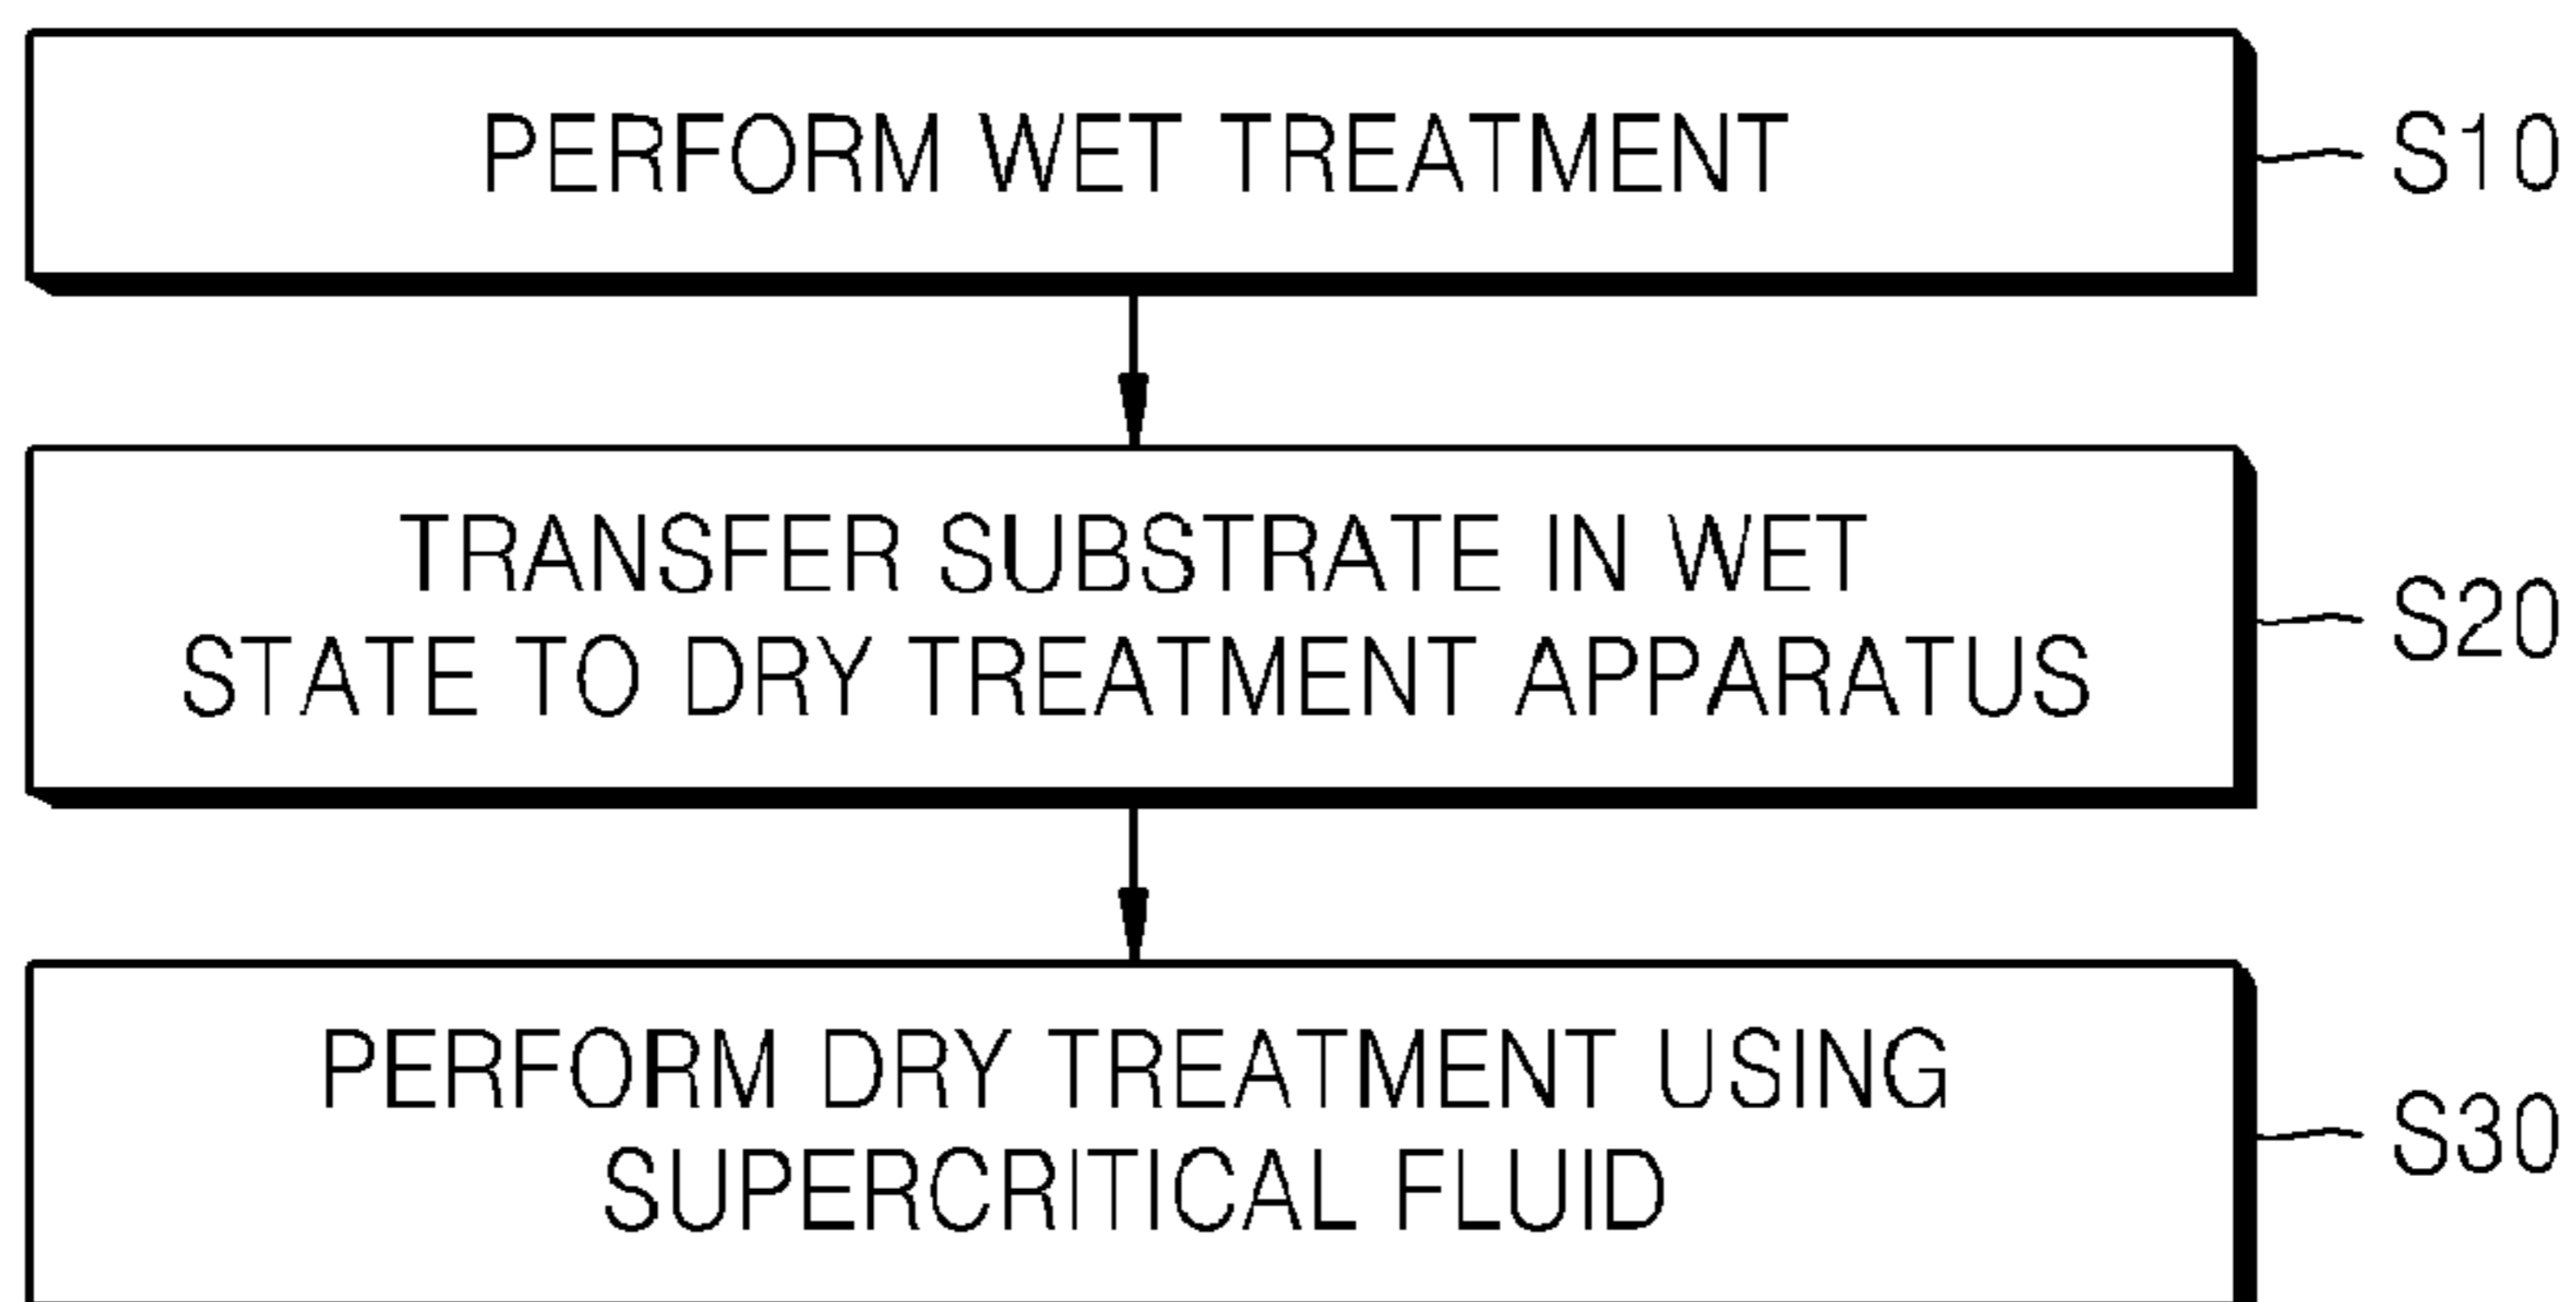 PERFORM WET TREATMENT
S10
TRANSFER SUBSTRATE IN WET
STATE TO DRY TREATMENT APPARATUS
S20
PERFORM DRY TREATMENT USING
SUPERCRITICAL FLUID
S30